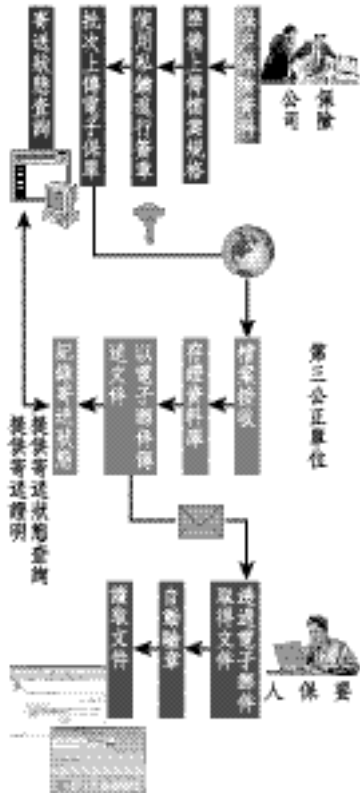 保險
公司
準備上傳檔案規格
使用私鑰進行簽章
批次上傳電子保單
寄送狀態查詢
第三公正單位
檔案接收
存證資料庫
以電子郵件傳
送文件
紀錄寄送狀態
提供寄送狀態查詢
提供寄送證明
要保人
透過電子郵件
取得文件
自動驗章
讀取文件